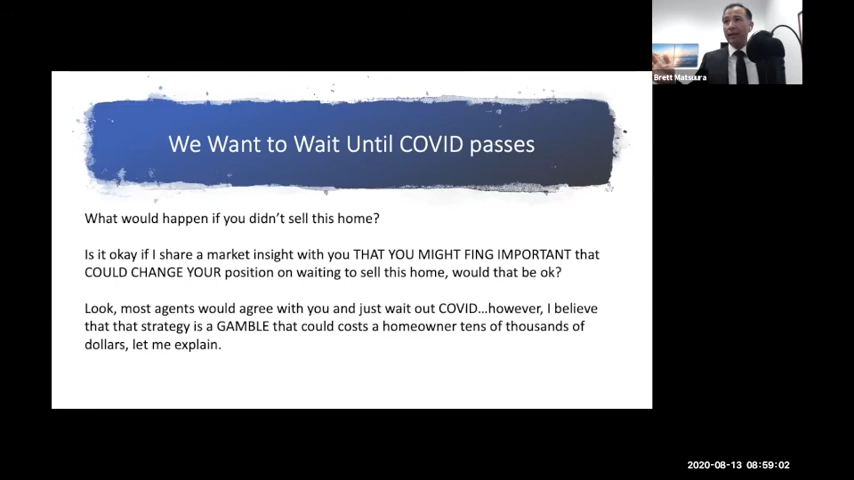 Brett Matsuura
We Want to Wait Until COVID passes
What would happen if you didn't sell this home?
Is it okay if I share a market insight with you THAT YOU MIGHT FING IMPORTANT that
COULD CHANGE YOUR position on waiting to sell this home, would that be ok?
Look, most agents would agree with you and just wait out COVID...however, I believe
that that strategy is a GAMBLE that could costs a homeowner tens of thousands of
dollars, let me explain.
2020-08-13 08:59:02